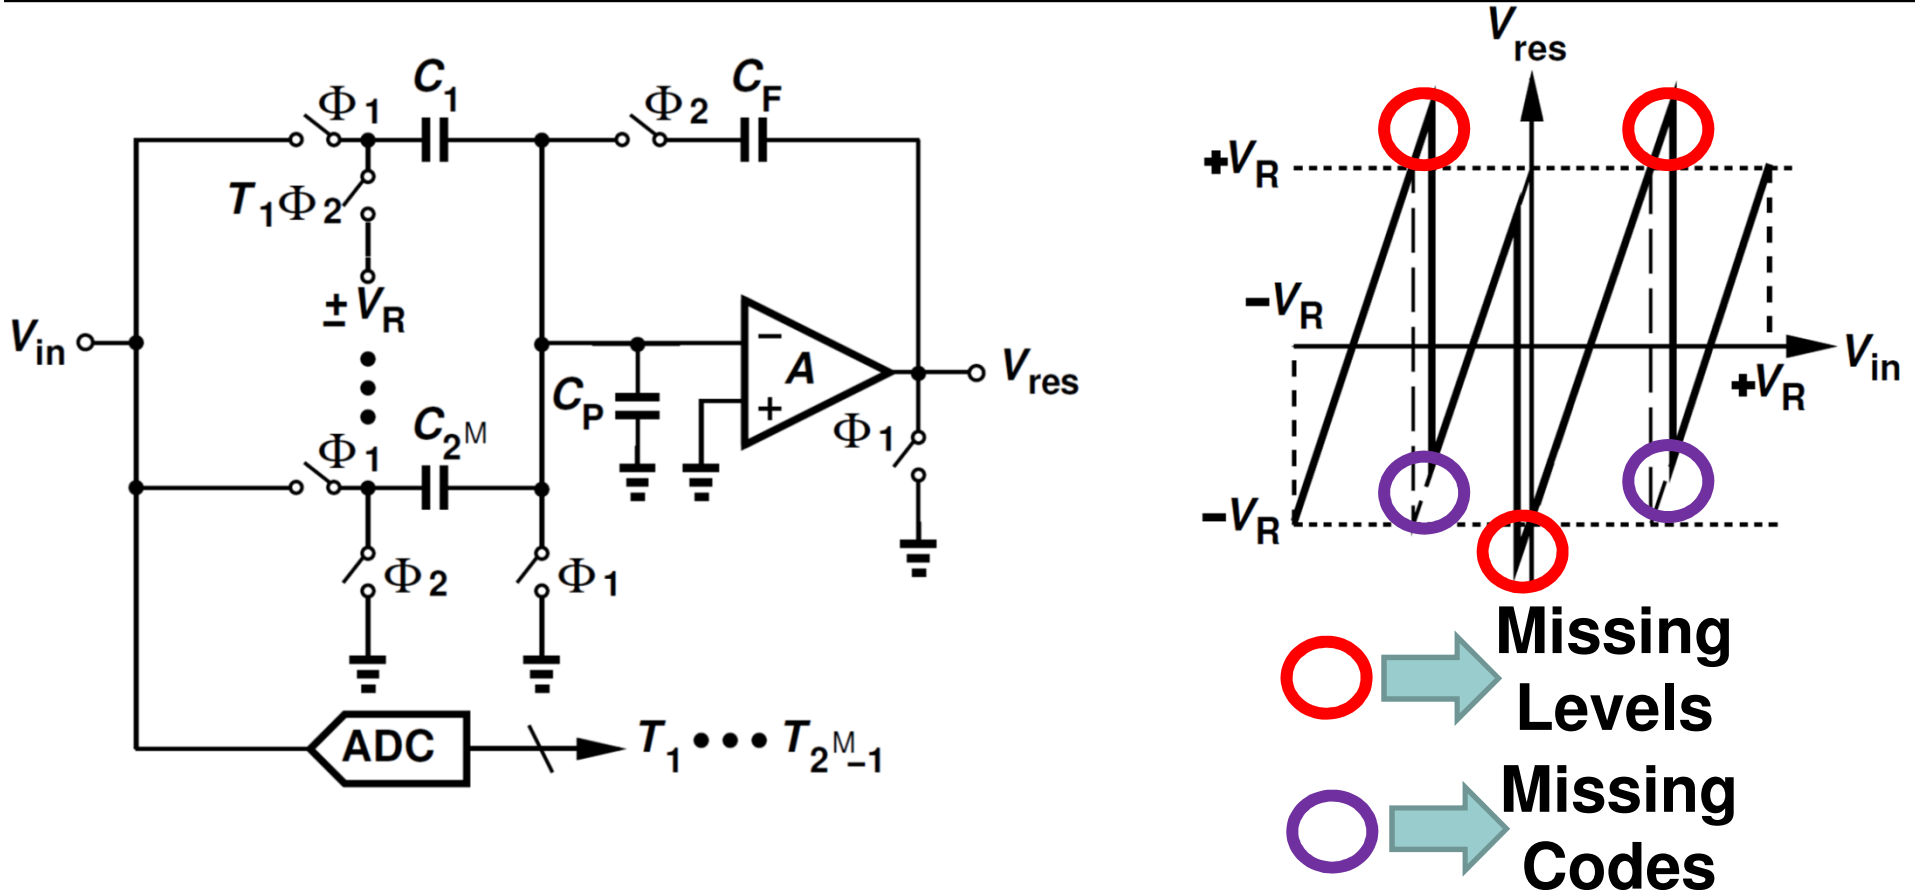 Φ1
C1
Φ2
CF
T1Φ2
± VR
Vin
A
−
+
Vres
CP
Φ1
Φ1
C2M
Φ2
Φ1
ADC
T1 ••• T2M−1
Vres
+VR
−VR
Vin
+VR
−VR
Missing
Levels
Missing
Codes